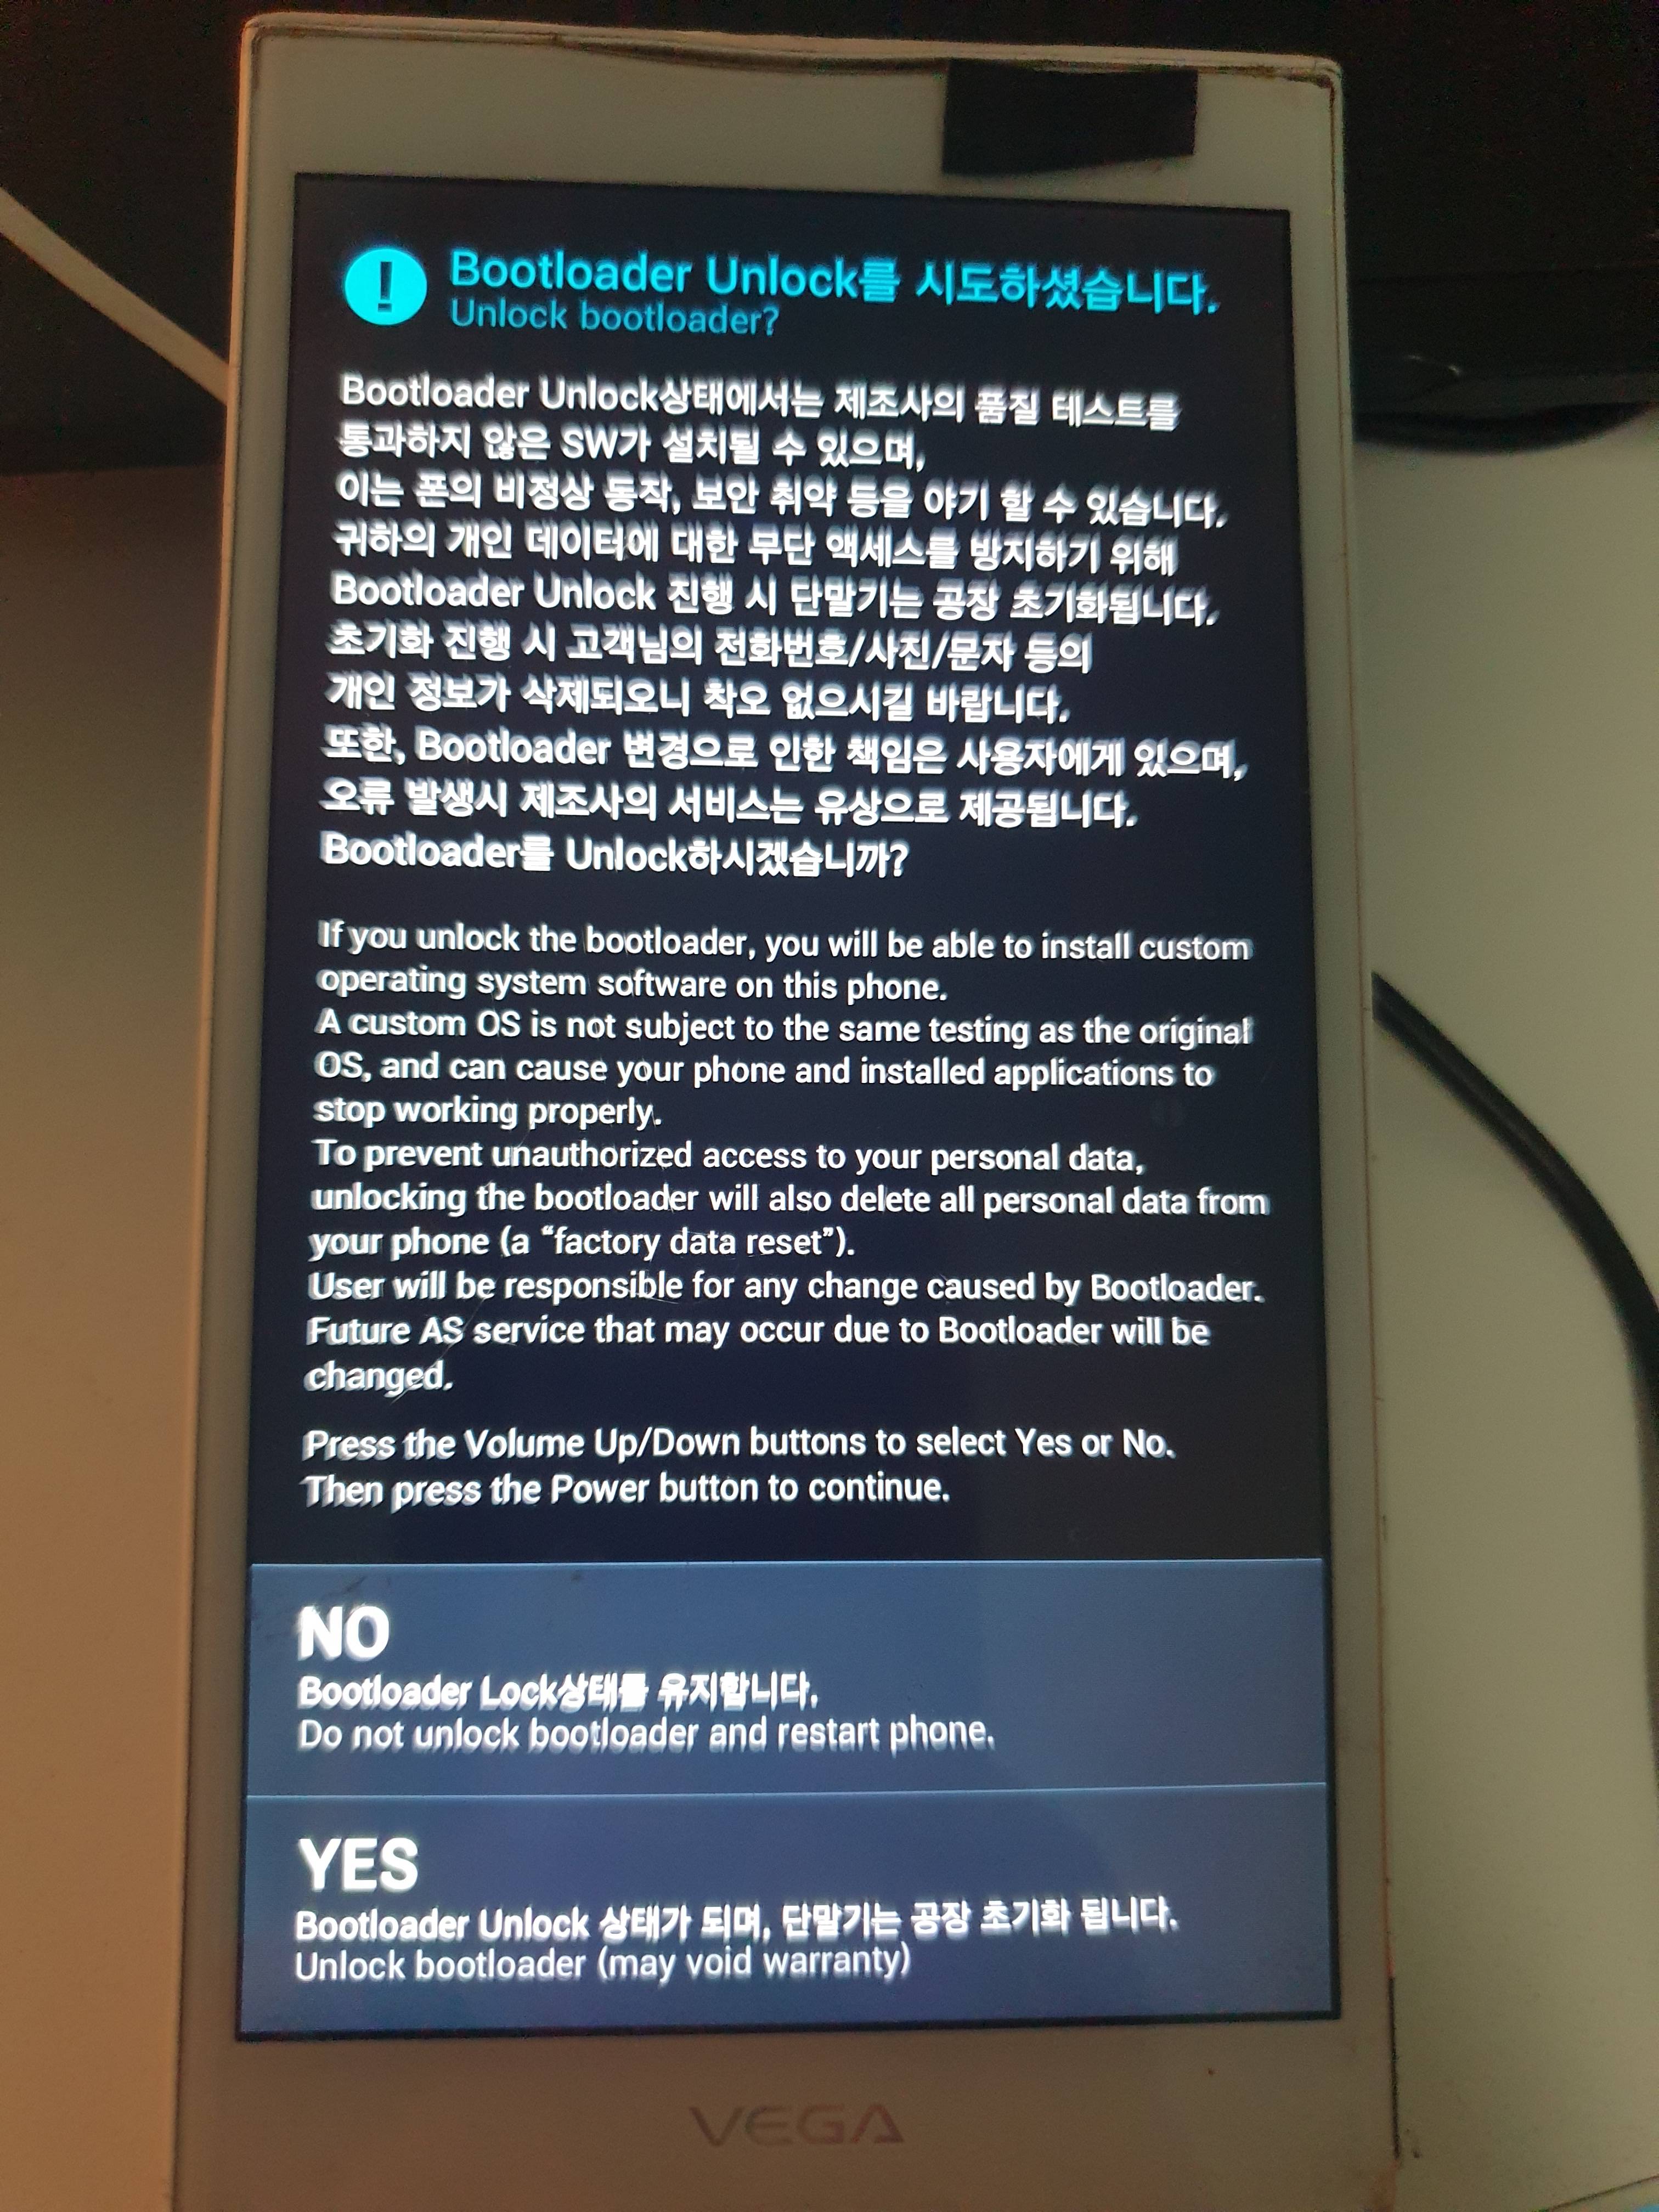 Bootloader Unlock를 시도하셨습니다.
Unlock bootloader?
Bootloader Unlock상태에서는 제조사의 품질 테스트를
통과하지 않은 SW가 설치될 수 있으며,
이는 폰의 비정상 동작, 보안 취약 등을 야기 할 수 있습니다.
귀하의 개인 데이터에 대한 무단 액세스를 방지하기 위해
Bootloader Unlock 진행 시 단말기는 공장 초기화됩니다.
초기화 진행 시 고객님의 전화번호/사진/문자 등의
개인 정보가 삭제되오니 착오 없으시길 바랍니다.
또한, Bootloader 변경으로 인한 책임은 사용자에게 있으며,
오류 발생시 제조사의 서비스는 유상으로 제공됩니다.
Bootloader를 Unlock하시겠습니까?
If you unlock the bootloader, you will be able to install custom
operating system software on this phone.
A custom OS is not subject to the same testing as the original
OS, and can cause your phone and installed applications to
stop working properly.
To prevent unauthorized access to your personal data,
unlocking the bootloader will also delete all personal data from
your phone (a “factory data reset”).
User will be responsible for any change caused by Bootloader.
Future AS service that may occur due to Bootloader will be
changed.
Press the Volume Up/Down buttons to select Yes or No.
Then press the Power button to continue.
NO
Bootloader Lock상태를 유지합니다.
Do not unlock bootloader and restart phone.
YES
Bootloader Unlock 상태가 되며, 단말기는 공장 초기화 됩니다.
Unlock bootloader (may void warranty)
VEGA